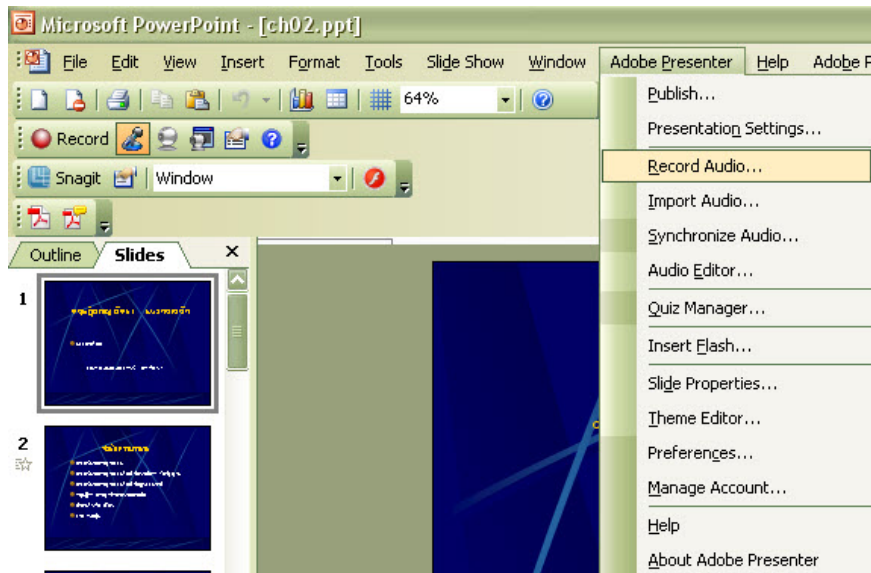 Microsoft PowerPoint - [ch02.ppt]
File Edit View Insert Format Tools Slide Show Window Adobe Presenter Help
64%
Record
Snagit Window
Outline Slides
1
2
Publish...
Presentation Settings...
Record Audio...
Import Audio...
Synchronize Audio...
Audio Editor...
Quiz Manager...
Insert Flash...
Slide Properties...
Theme Editor...
Preferences...
Manage Account...
Help
About Adobe Presenter